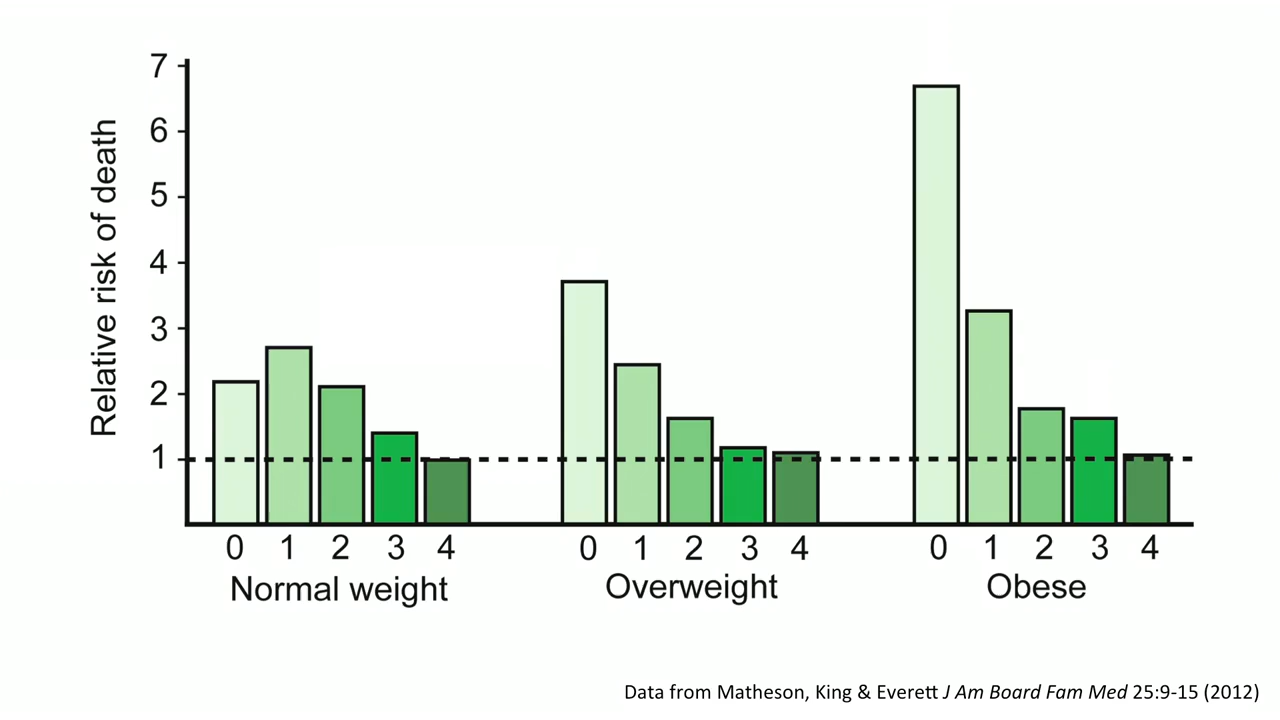 Relative risk of death
7
6
5
4
3
2
1
0 1 2 3 4 0 1 2 3 4 0 1 2 3 4
Normal weight Overweight Obese
Data from Matheson, King & Everett J Am Board Fam Med 25:9-15 (2012)